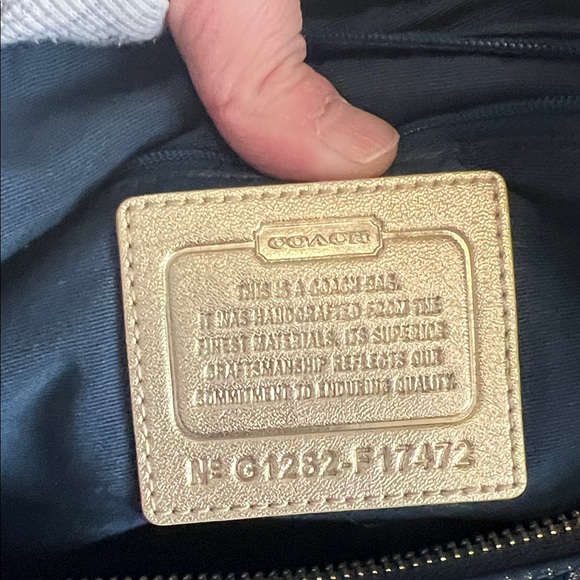 COACH
THIS IS A COACH BAG.
IT WAS HANDCRAFTED FROM THE
FINEST MATERIALS. ITS SUPERIOR
CRAFTSMANSHIP REFLECTS OUR
COMMITMENT TO ENDURING QUALITY.
Nº G1282-F17472